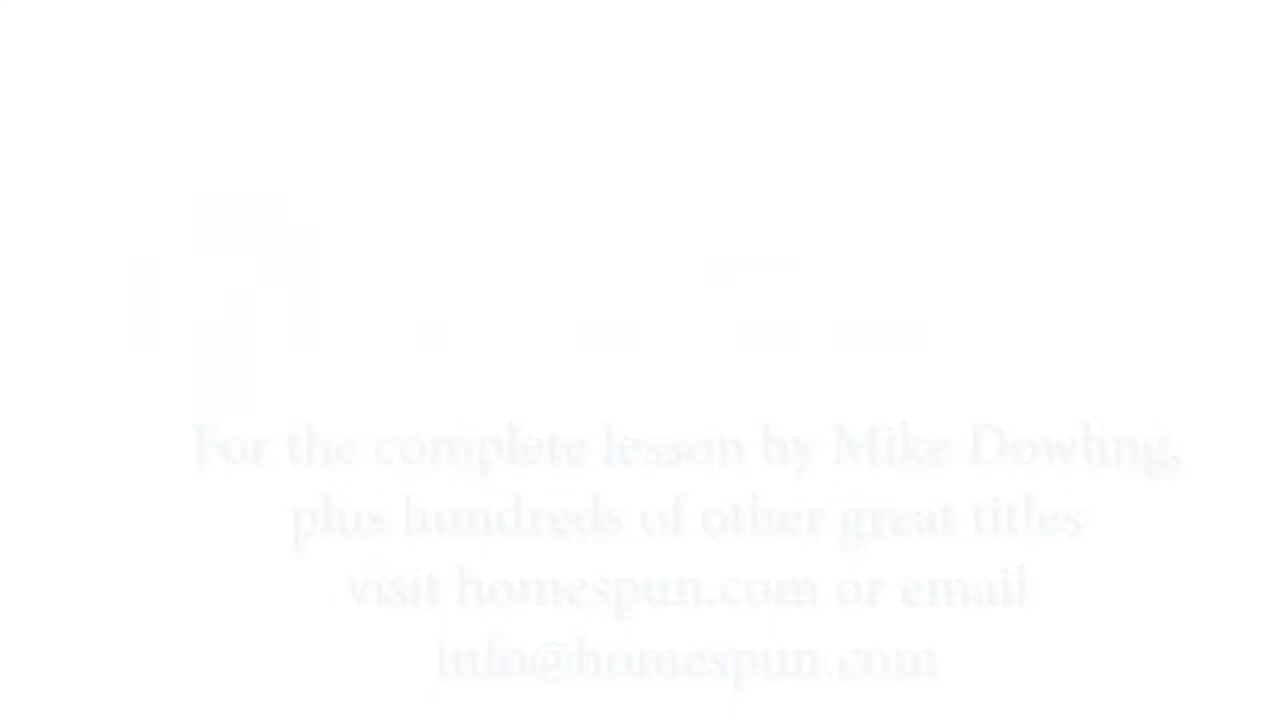 For the complete lesson by Mike Dowling,
plus hundreds of other great titles
visit homespun.com or email
info@homespun.com